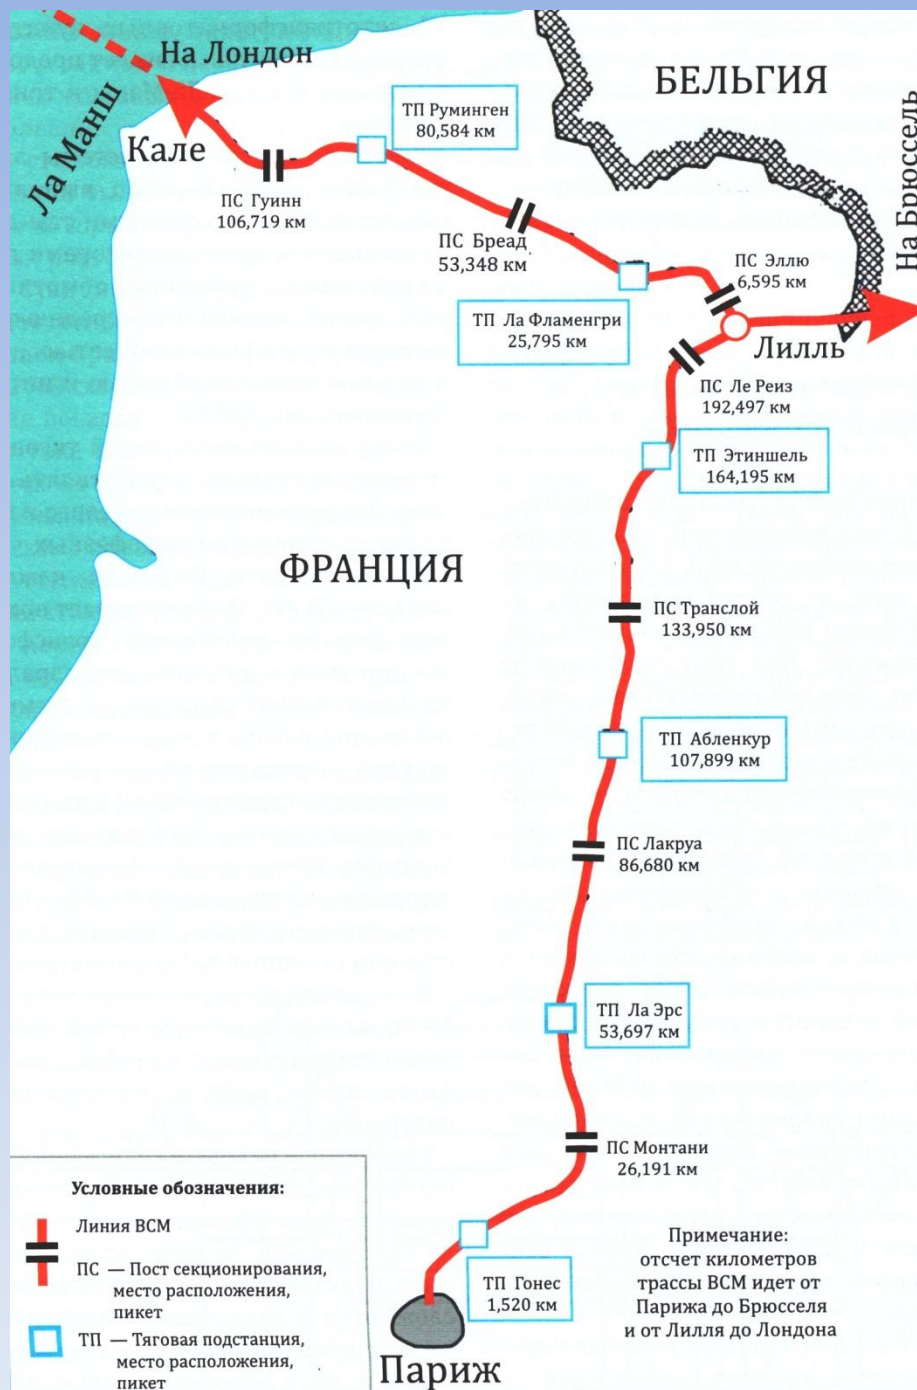 На Лондон
БЕЛЬГИЯ
Ла Манш
Кале
На Брюссель
ТП Руминген
80,584 км
ПС Гуинн
106,719 км
ПС Бреад
53,348 км
ПС Эллю
6,595 км
ТП Ла Фламенгри
25,795 км
Лилль
ПС Ле Реиз
192,497 км
ТП Этиншель
164,195 км
ФРАНЦИЯ
ПС Транслой
133,950 км
ТП Абленкур
107,899 км
ПС Лакруа
86,680 км
ТП Ла Эрс
53,697 км
ПС Монтани
26,191 км
ТП Гонес
1,520 км
Париж
Условные обозначения:
Линия ВСМ
ПС — Пост секционирования,
место расположения,
пикет
ТП — Тяговая подстанция,
место расположения,
пикет
Примечание:
отсчет километров
трассы ВСМ идет от
Парижа до Брюсселя
и от Лилля до Лондона